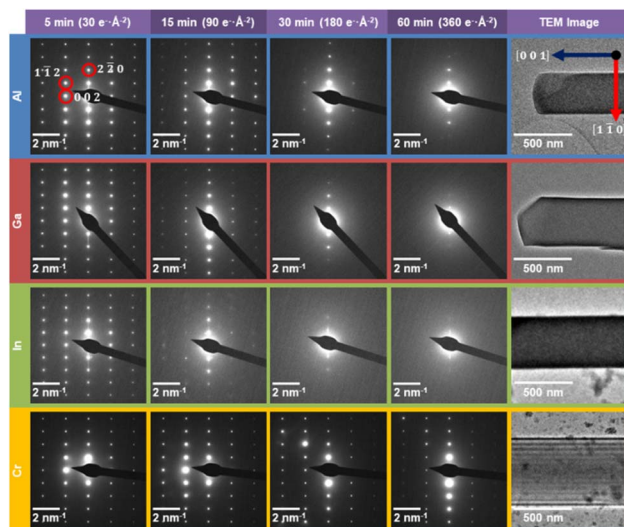 5 min (30 e⁻·Å⁻²) 15 min (90 e⁻·Å⁻²) 30 min (180 e⁻·Å⁻²) 60 min (360 e⁻·Å⁻²) TEM Image
Al
1 1̄ 2
2 2̄ 0
0 0 2
[0 0 1]
[1 1̄ 0]
2 nm⁻¹ 2 nm⁻¹ 2 nm⁻¹ 2 nm⁻¹ 500 nm
Ga
2 nm⁻¹ 2 nm⁻¹ 2 nm⁻¹ 2 nm⁻¹ 500 nm
In
2 nm⁻¹ 2 nm⁻¹ 2 nm⁻¹ 2 nm⁻¹ 500 nm
Cr
2 nm⁻¹ 2 nm⁻¹ 2 nm⁻¹ 2 nm⁻¹ 500 nm